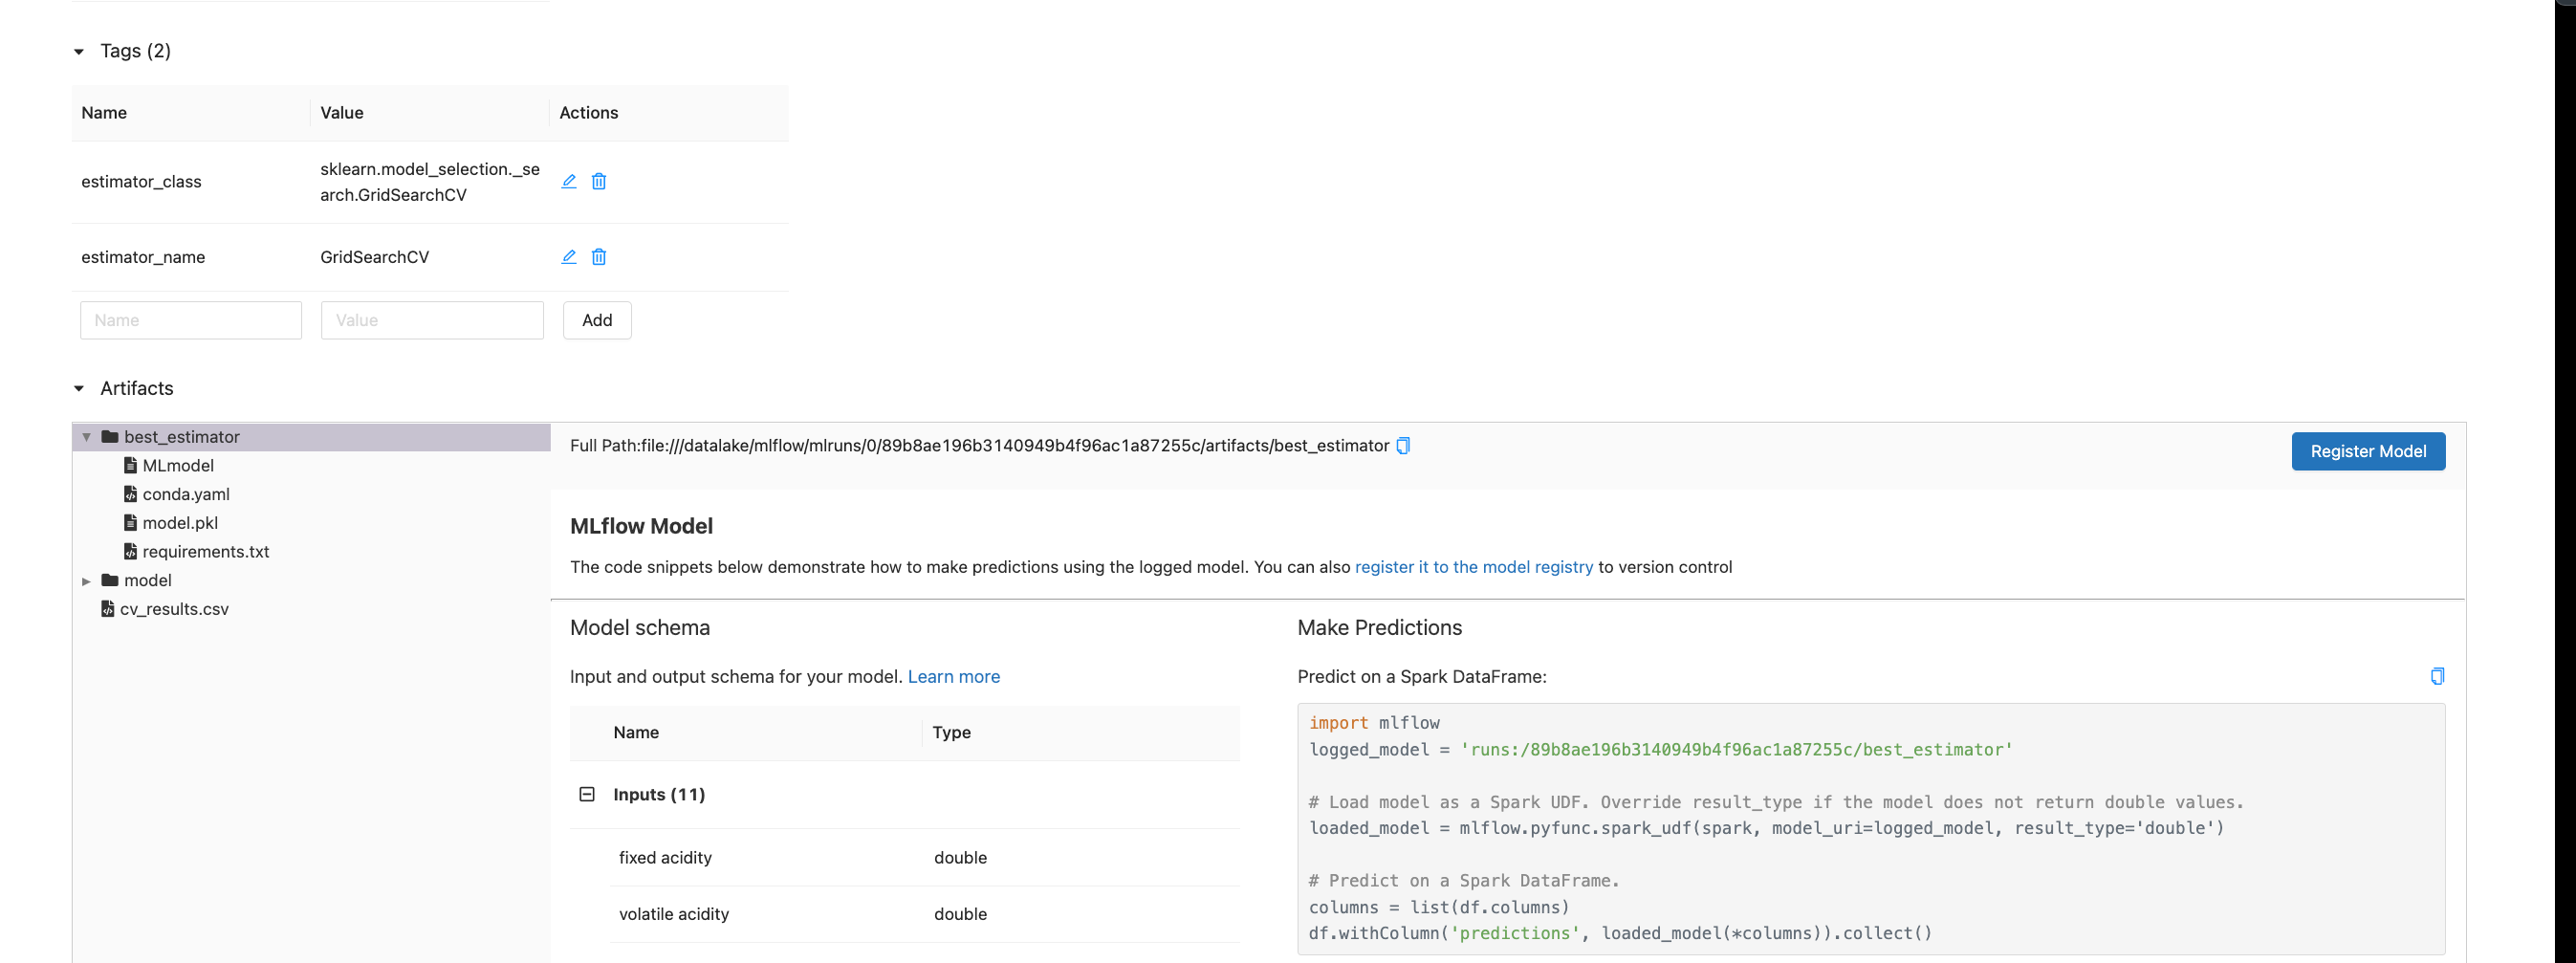 Tags (2)
Name Value Actions
estimator_class
sklearn.model_selection._se
arch.GridSearchCV
estimator_name GridSearchCV
Name Value Add
Artifacts
best_estimator
MLmodel
conda.yaml
model.pkl
requirements.txt
model
cv_results.csv
Full Path:file:///datalake/mlflow/mlruns/0/89b8ae196b3140949b4f96ac1a87255c/artifacts/best_estimator
Register Model
MLflow Model
The code snippets below demonstrate how to make predictions using the logged model. You can also register it to the model registry to version control
Model schema
Input and output schema for your model. Learn more
Name Type
Inputs (11)
fixed acidity double
volatile acidity double
Make Predictions
Predict on a Spark DataFrame:
import mlflow
logged_model = 'runs:/89b8ae196b3140949b4f96ac1a87255c/best_estimator'
# Load model as a Spark UDF. Override result_type if the model does not return double values.
loaded_model = mlflow.pyfunc.spark_udf(spark, model_uri=logged_model, result_type='double')
# Predict on a Spark DataFrame.
columns = list(df.columns)
df.withColumn('predictions', loaded_model(*columns)).collect()